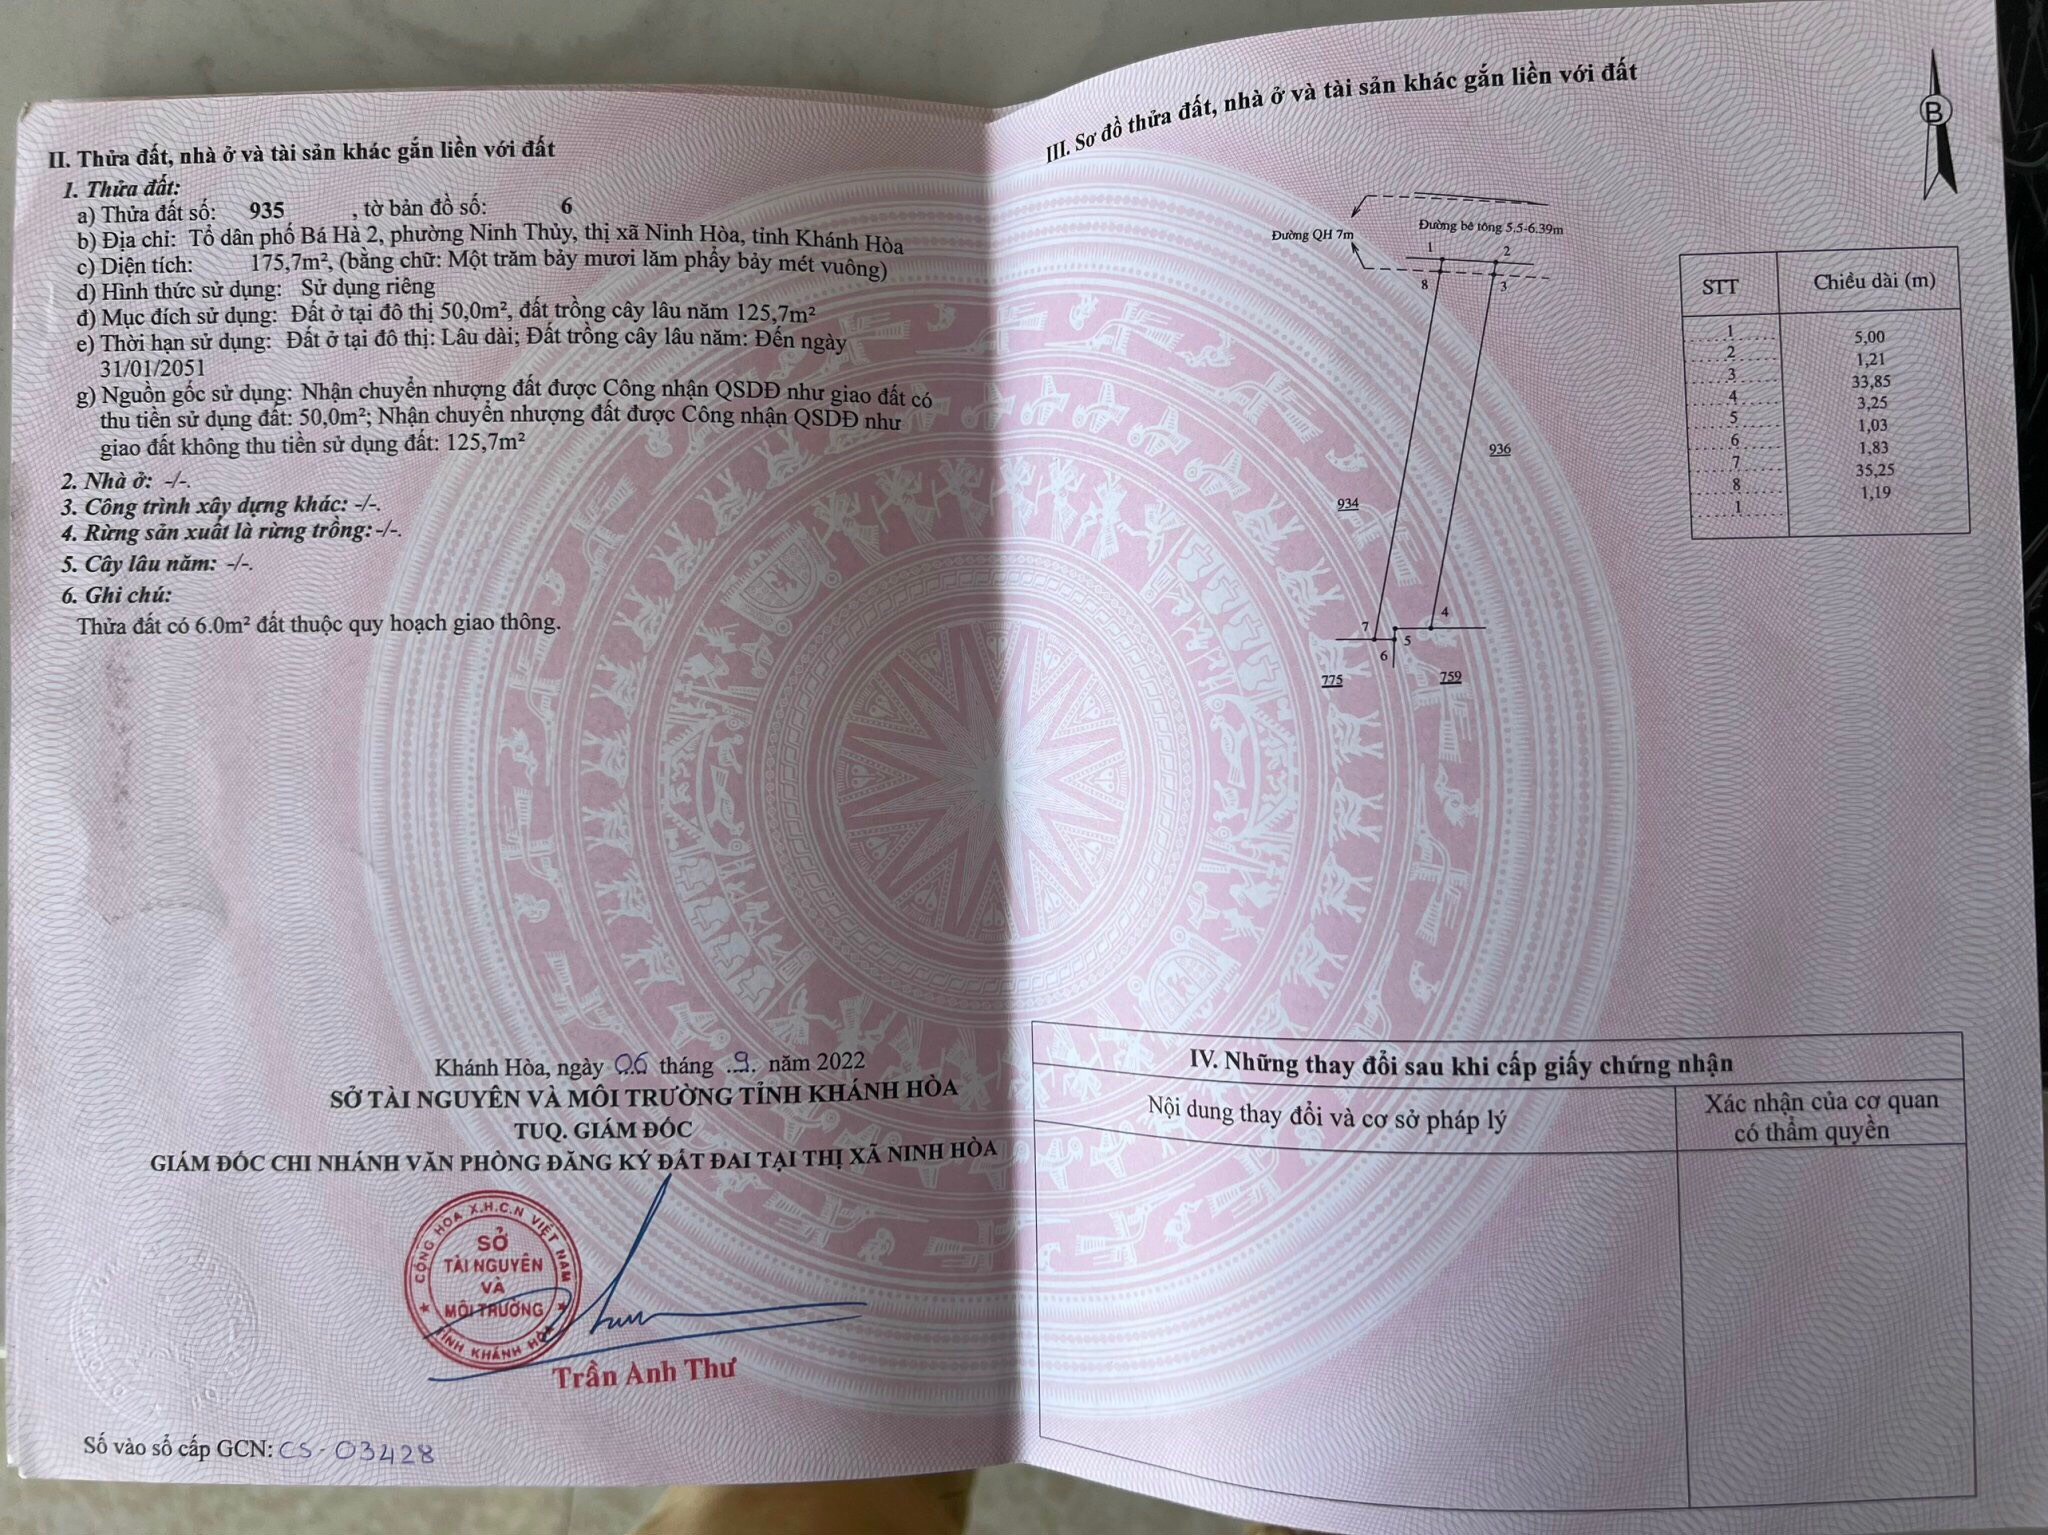 II. Thửa đất, nhà ở và tài sản khác gắn liền với đất
1. Thửa đất:
a) Thửa đất số: 935 , tờ bản đồ số: 6
b) Địa chỉ: Tổ dân phố Bá Hà 2, phường Ninh Thủy, thị xã Ninh Hòa, tỉnh Khánh Hòa
c) Diện tích: 175,7m², (bằng chữ: Một trăm bảy mươi lăm phẩy bảy mét vuông)
d) Hình thức sử dụng: Sử dụng riêng
đ) Mục đích sử dụng: Đất ở tại đô thị 50,0m², đất trồng cây lâu năm 125,7m²
e) Thời hạn sử dụng: Đất ở tại đô thị: Lâu dài; Đất trồng cây lâu năm: Đến ngày
31/01/2051
g) Nguồn gốc sử dụng: Nhận chuyển nhượng đất được Công nhận QSDĐ như giao đất có
thu tiền sử dụng đất: 50,0m²; Nhận chuyển nhượng đất được Công nhận QSDĐ như
giao đất không thu tiền sử dụng đất: 125,7m²
2. Nhà ở: -/-.
3. Công trình xây dựng khác: -/-.
4. Rừng sản xuất là rừng trồng: -/-.
5. Cây lâu năm: -/-.
6. Ghi chú:
Thửa đất có 6.0m² đất thuộc quy hoạch giao thông.
Khánh Hòa, ngày 06 tháng .9. năm 2022
SỞ TÀI NGUYÊN VÀ MÔI TRƯỜNG TỈNH KHÁNH HÒA
TUQ. GIÁM ĐỐC
GIÁM ĐỐC CHI NHÁNH VĂN PHÒNG ĐĂNG KÝ ĐẤT ĐAI TẠI THỊ XÃ NINH HÒA
CỘNG HÒA X.H.C.N VIỆT NAM
SỞ
TÀI NGUYÊN
VÀ
MÔI TRƯỜNG
TỈNH KHÁNH HÒA
Trần Anh Thư
Số vào sổ cấp GCN: CS-03428
III. Sơ đồ thửa đất, nhà ở và tài sản khác gắn liền với đất
B
Đường QH 7m
Đường bê tông 5.5-6.39m
1
2
8
3
936
934
7
4
5
6
775
759
STT Chiều dài (m)
1
5,00
2
1,21
3
33,85
4
3,25
5
1,03
6
1,83
7
35,25
8
1,19
1
IV. Những thay đổi sau khi cấp giấy chứng nhận
Nội dung thay đổi và cơ sở pháp lý
Xác nhận của cơ quan
có thẩm quyền